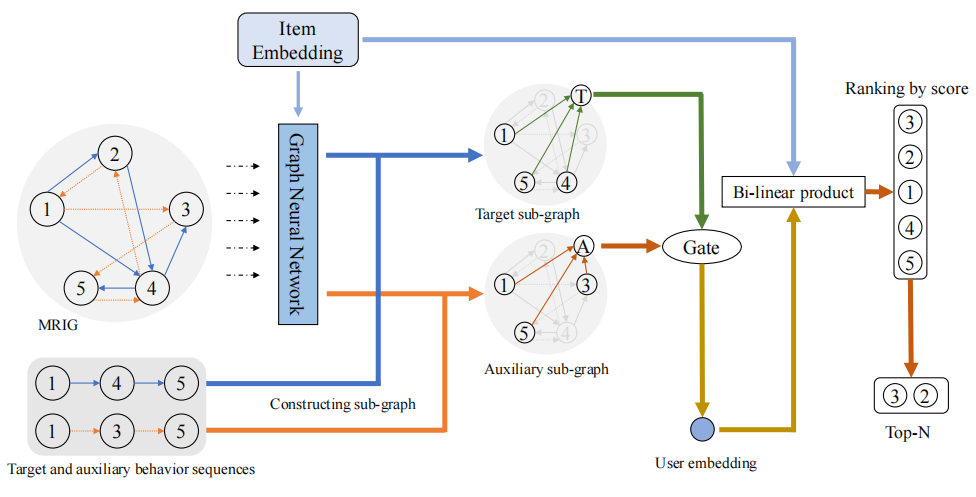 Item
Embedding
Graph Neural Network
2
1
3
5
4
MRIG
2
T
1
3
5
4
Target sub-graph
2
A
1
3
5
4
Auxiliary sub-graph
Gate
Bi-linear product
Ranking by score
3
2
1
4
5
3 2
Top-N
User embedding
1 4 5
1 3 5
Constructing sub-graph
Target and auxiliary behavior sequences